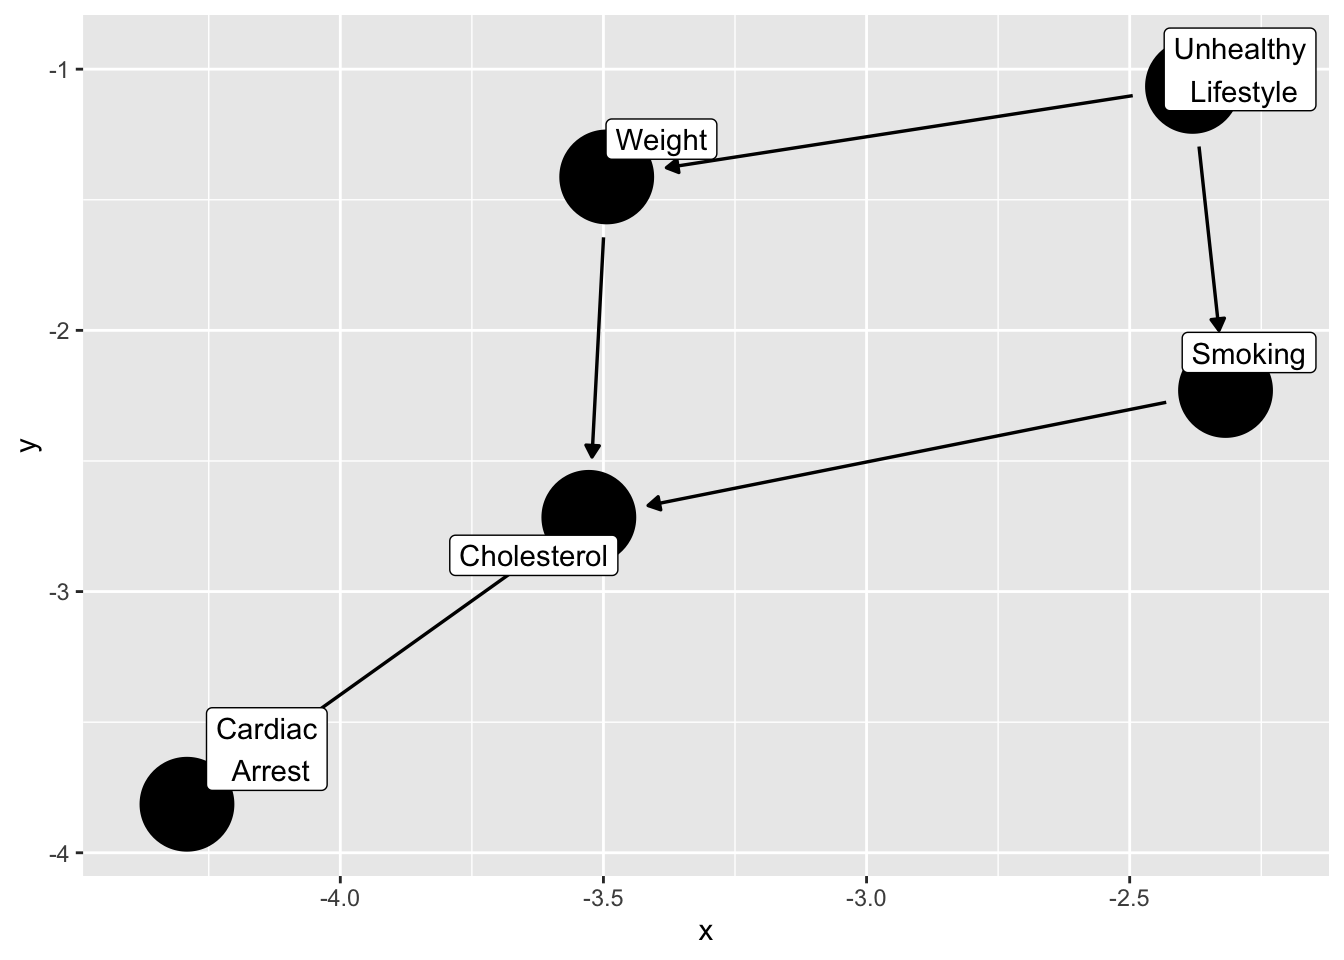 Unhealthy
Lifestyle
Weight
Smoking
Cholesterol
Cardiac
Arrest
-1
-2
-3
-4
y
-4.0
-3.5
-3.0
-2.5
x